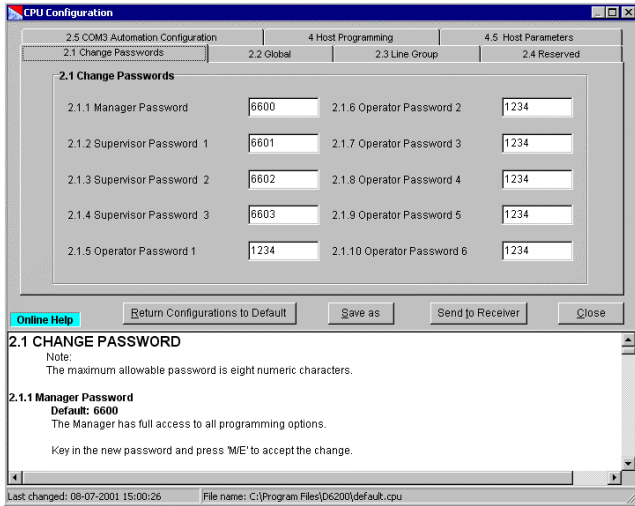 CPU Configuration
2.5 COM3 Automation Configuration 4 Host Programming 4.5 Host Parameters
2.1 Change Passwords 2.2 Global 2.3 Line Group 2.4 Reserved
2.1 Change Passwords
2.1.1 Manager Password 6600 2.1.6 Operator Password 2 1234
2.1.2 Supervisor Password 1 6601 2.1.7 Operator Password 3 1234
2.1.3 Supervisor Password 2 6602 2.1.8 Operator Password 4 1234
2.1.4 Supervisor Password 3 6603 2.1.9 Operator Password 5 1234
2.1.5 Operator Password 1 1234 2.1.10 Operator Password 6 1234
Online Help Return Configurations to Default Save as Send to Receiver Close
2.1 CHANGE PASSWORD
Note:
The maximum allowable password is eight numeric characters.
2.1.1 Manager Password
Default: 6600
The Manager has full access to all programming options.
Key in the new password and press 'M/E' to accept the change.
Last changed: 08-07-2001 15:00:26 File name: C:\Program Files\D6200\default.cpu